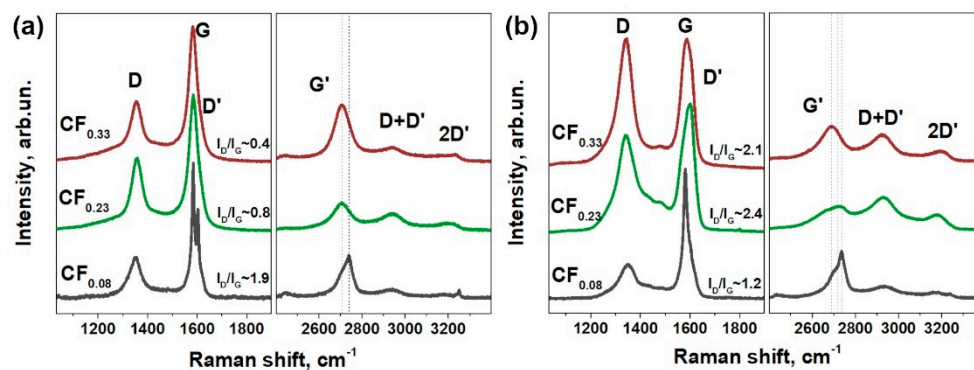 (a)
D
G
D'
G'
D+D'
2D'
CF0.33
ID/IG~0.4
CF0.23
ID/IG~0.8
CF0.08
ID/IG~1.9
Intensity, arb.un.
1200 1400 1600 1800 2600 2800 3000 3200
Raman shift, cm-1
(b)
D
G
D'
G'
D+D'
2D'
CF0.33
ID/IG~2.1
CF0.23
ID/IG~2.4
CF0.08
ID/IG~1.2
Intensity, arb.un.
1200 1400 1600 1800 2600 2800 3000 3200
Raman shift, cm-1